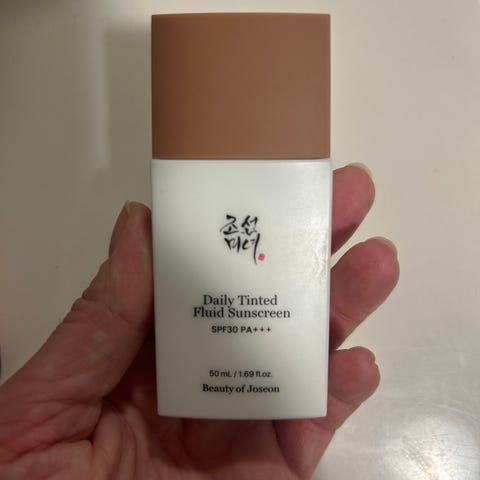 조선
미녀
Daily Tinted
Fluid Sunscreen
SPF30 PA+++
50 mL / 1.69 fl.oz.
Beauty of Joseon